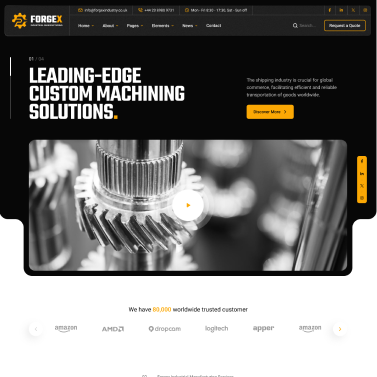 info@forgexindustry.co.uk
+44 20 8988 9731
Mon - Fri 8:30 - 17:30, Sat - Sun off
FORGEX
Home
About
Pages
Elements
News
Contact
Search...
Request a Quote
01 / 04
LEADING-EDGE
CUSTOM MACHINING
SOLUTIONS.
The shipping industry is crucial for global
commerce, facilitating efficient and reliable
transportation of goods worldwide.
Discover More
We have 80,000 worldwide trusted customer
amazon
AMD
dropcam
logitech
apper
amazon